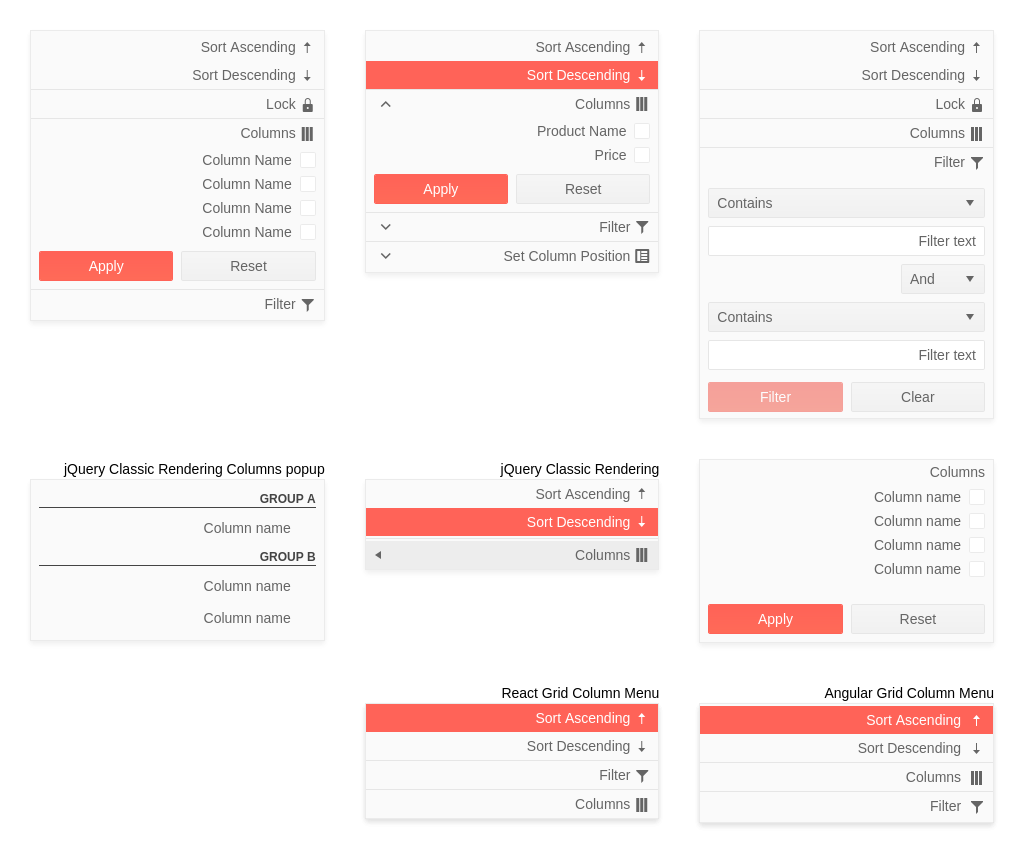 Sort Ascending
Sort Descending
Lock
Columns
Column Name
Column Name
Column Name
Column Name
Apply Reset
Filter
Sort Ascending
Sort Descending
Columns
Product Name
Price
Apply Reset
Filter
Set Column Position
Sort Ascending
Sort Descending
Lock
Columns
Filter
Contains
Filter text
And
Contains
Filter text
Filter Clear
jQuery Classic Rendering Columns popup
GROUP A
Column name
GROUP B
Column name
Column name
jQuery Classic Rendering
Sort Ascending
Sort Descending
Columns
Columns
Column name
Column name
Column name
Column name
Apply Reset
React Grid Column Menu
Sort Ascending
Sort Descending
Filter
Columns
Angular Grid Column Menu
Sort Ascending
Sort Descending
Columns
Filter